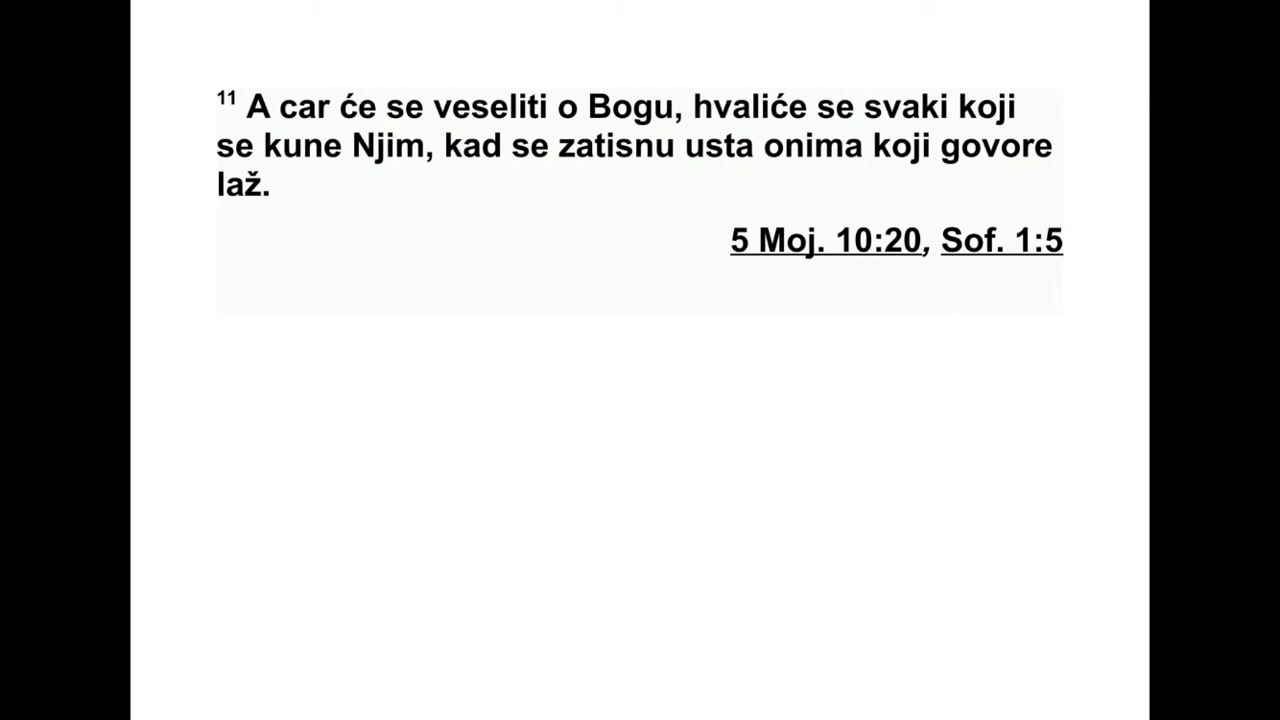 11 A car će se veseliti o Bogu, hvaliće se svaki koji
se kune Njim, kad se zatisnu usta onima koji govore
laž.
5 Moj. 10:20, Sof. 1:5